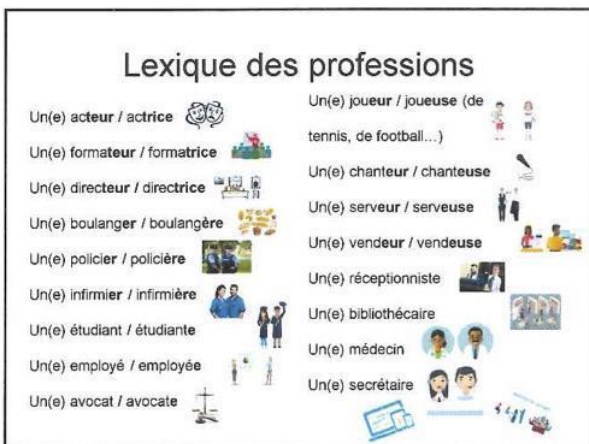 Lexique des professions
Un(e) acteur / actrice
Un(e) formateur / formatrice
Un(e) directeur / directrice
Un(e) boulanger / boulangère
Un(e) policier / policière
Un(e) infirmier / infirmière
Un(e) étudiant / étudiante
Un(e) employé / employée
Un(e) avocat / avocate
Un(e) joueur / joueuse (de
tennis, de football...)
Un(e) chanteur / chanteuse
Un(e) serveur / serveuse
Un(e) vendeur / vendeuse
Un(e) réceptionniste
Un(e) bibliothécaire
Un(e) médecin
Un(e) secrétaire